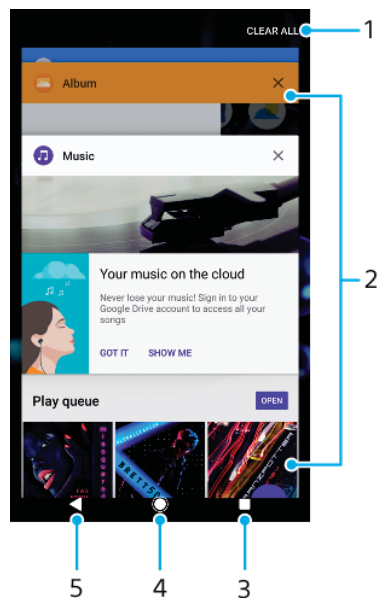 CLEAR ALL
1
Album
2
Music
Your music on the cloud
Never lose your music! Sign in to your
Google Drive account to access all your
songs
GOT IT SHOW ME
Play queue
OPEN
BRETTSO
5
4
3